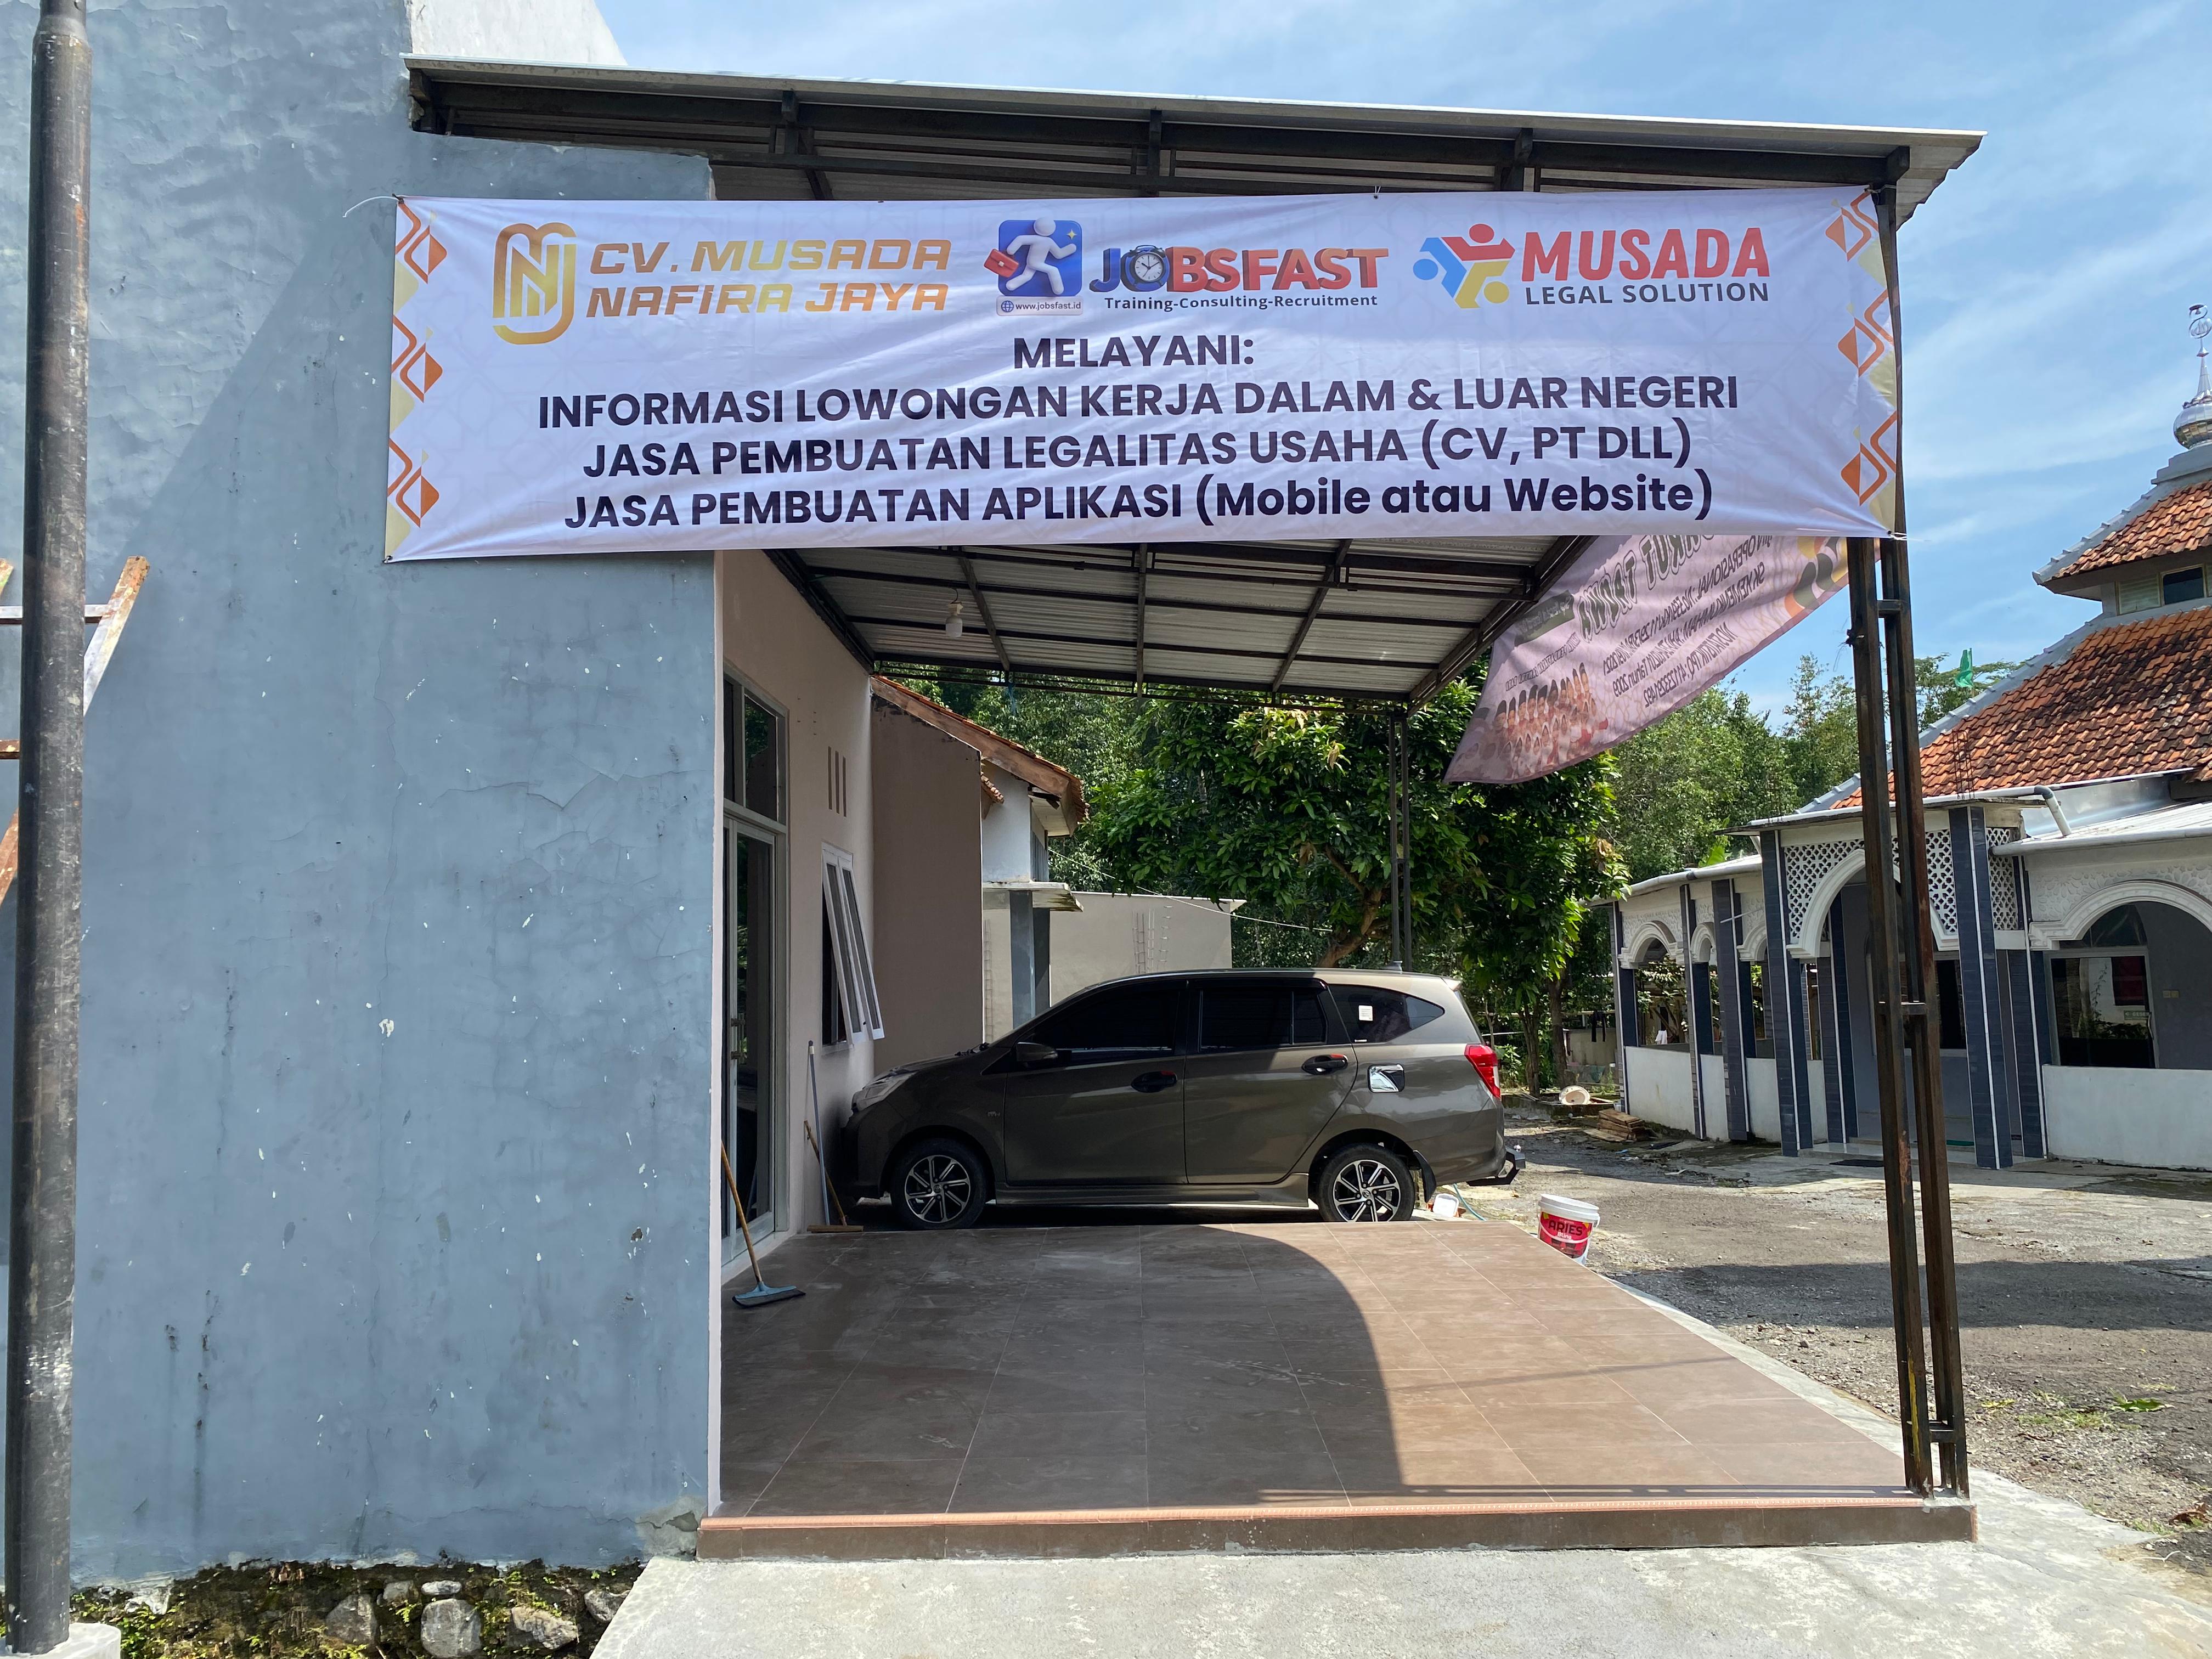 CV. MUSADA
NAFIRA JAYA
www.jobsfast.id
JOBSFAST
Training-Consulting-Recruitment
MUSADA
LEGAL SOLUTION
MELAYANI:
INFORMASI LOWONGAN KERJA DALAM & LUAR NEGERI
JASA PEMBUATAN LEGALITAS USAHA (CV, PT DLL)
JASA PEMBUATAN APLIKASI (Mobile atau Website)
ARIES